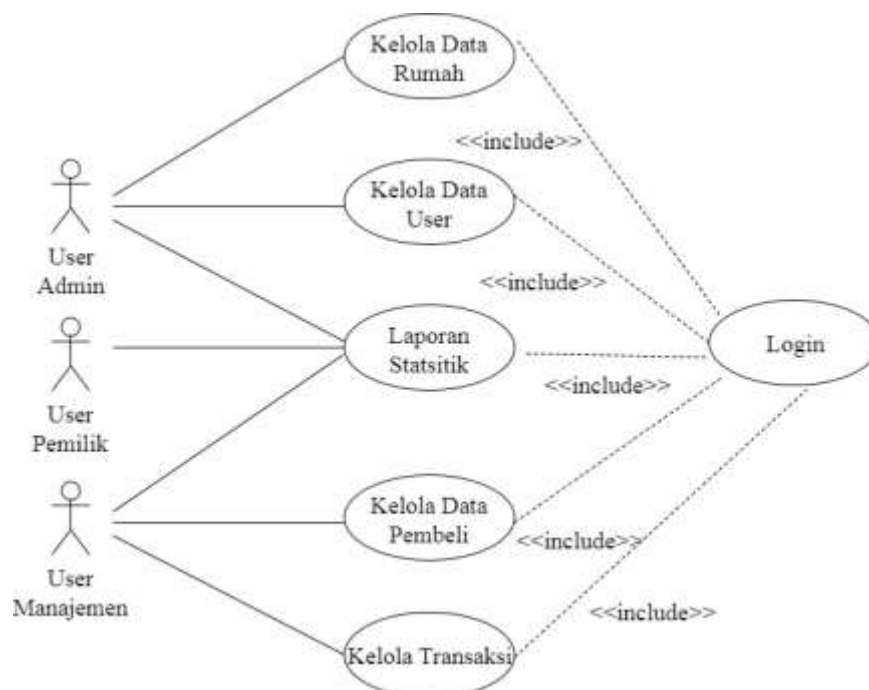 Kelola Data
Rumah
<<include>>
Kelola Data
User
User
Admin
<<include>>
Laporan
Statsitik
Login
<<include>>
User
Pemilik
Kelola Data
Pembeli
<<include>>
User
Manajemen
<<include>>
Kelola Transaksi